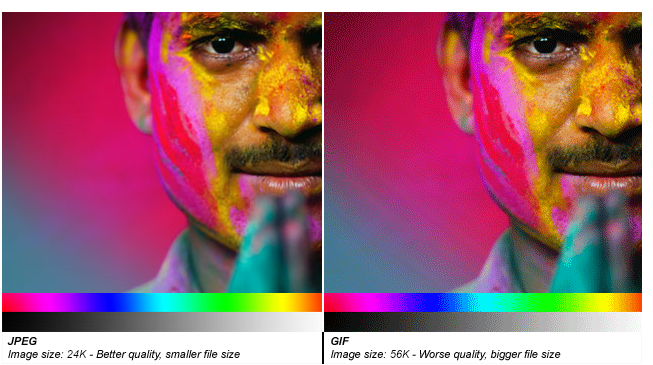 JPEG
Image size: 24K - Better quality, smaller file size
GIF
Image size: 56K - Worse quality, bigger file size